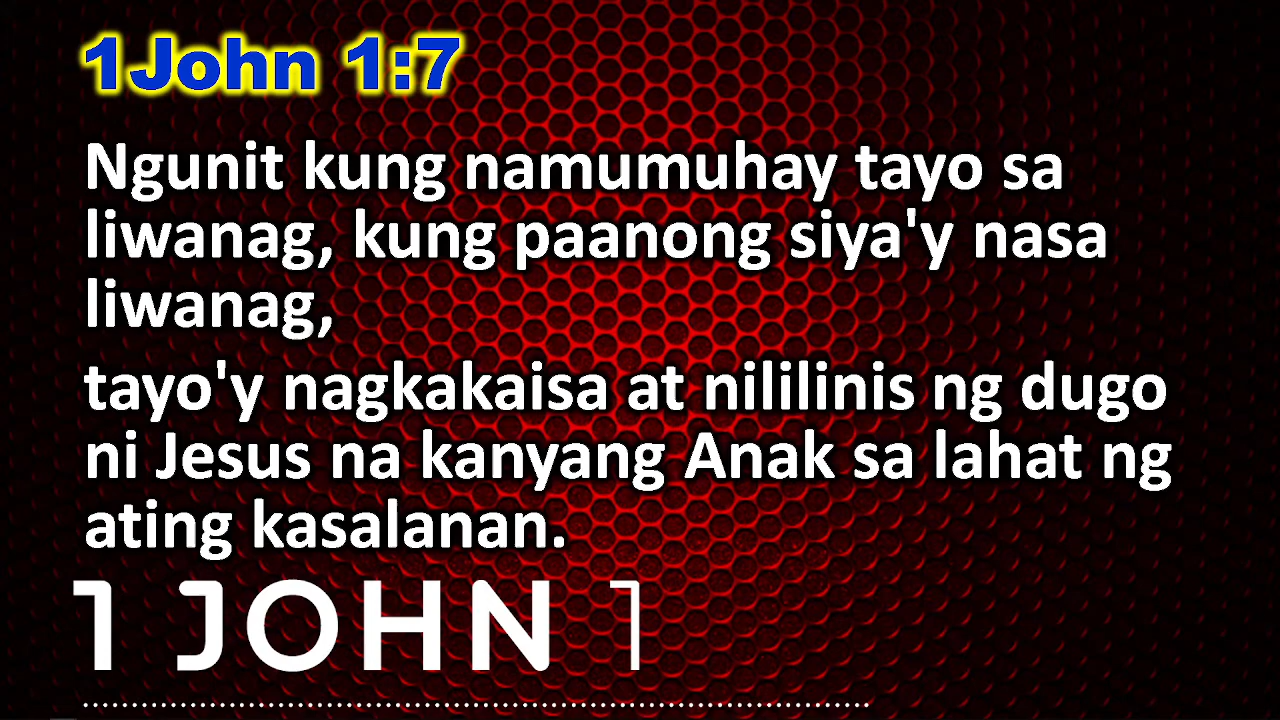 1John 1:7
Ngunit kung namumuhay tayo sa
liwanag, kung paanong siya'y nasa
liwanag,
tayo'y nagkakaisa at nililinis ng dugo
ni Jesus na kanyang Anak sa lahat ng
ating kasalanan.
1 JOHN 1